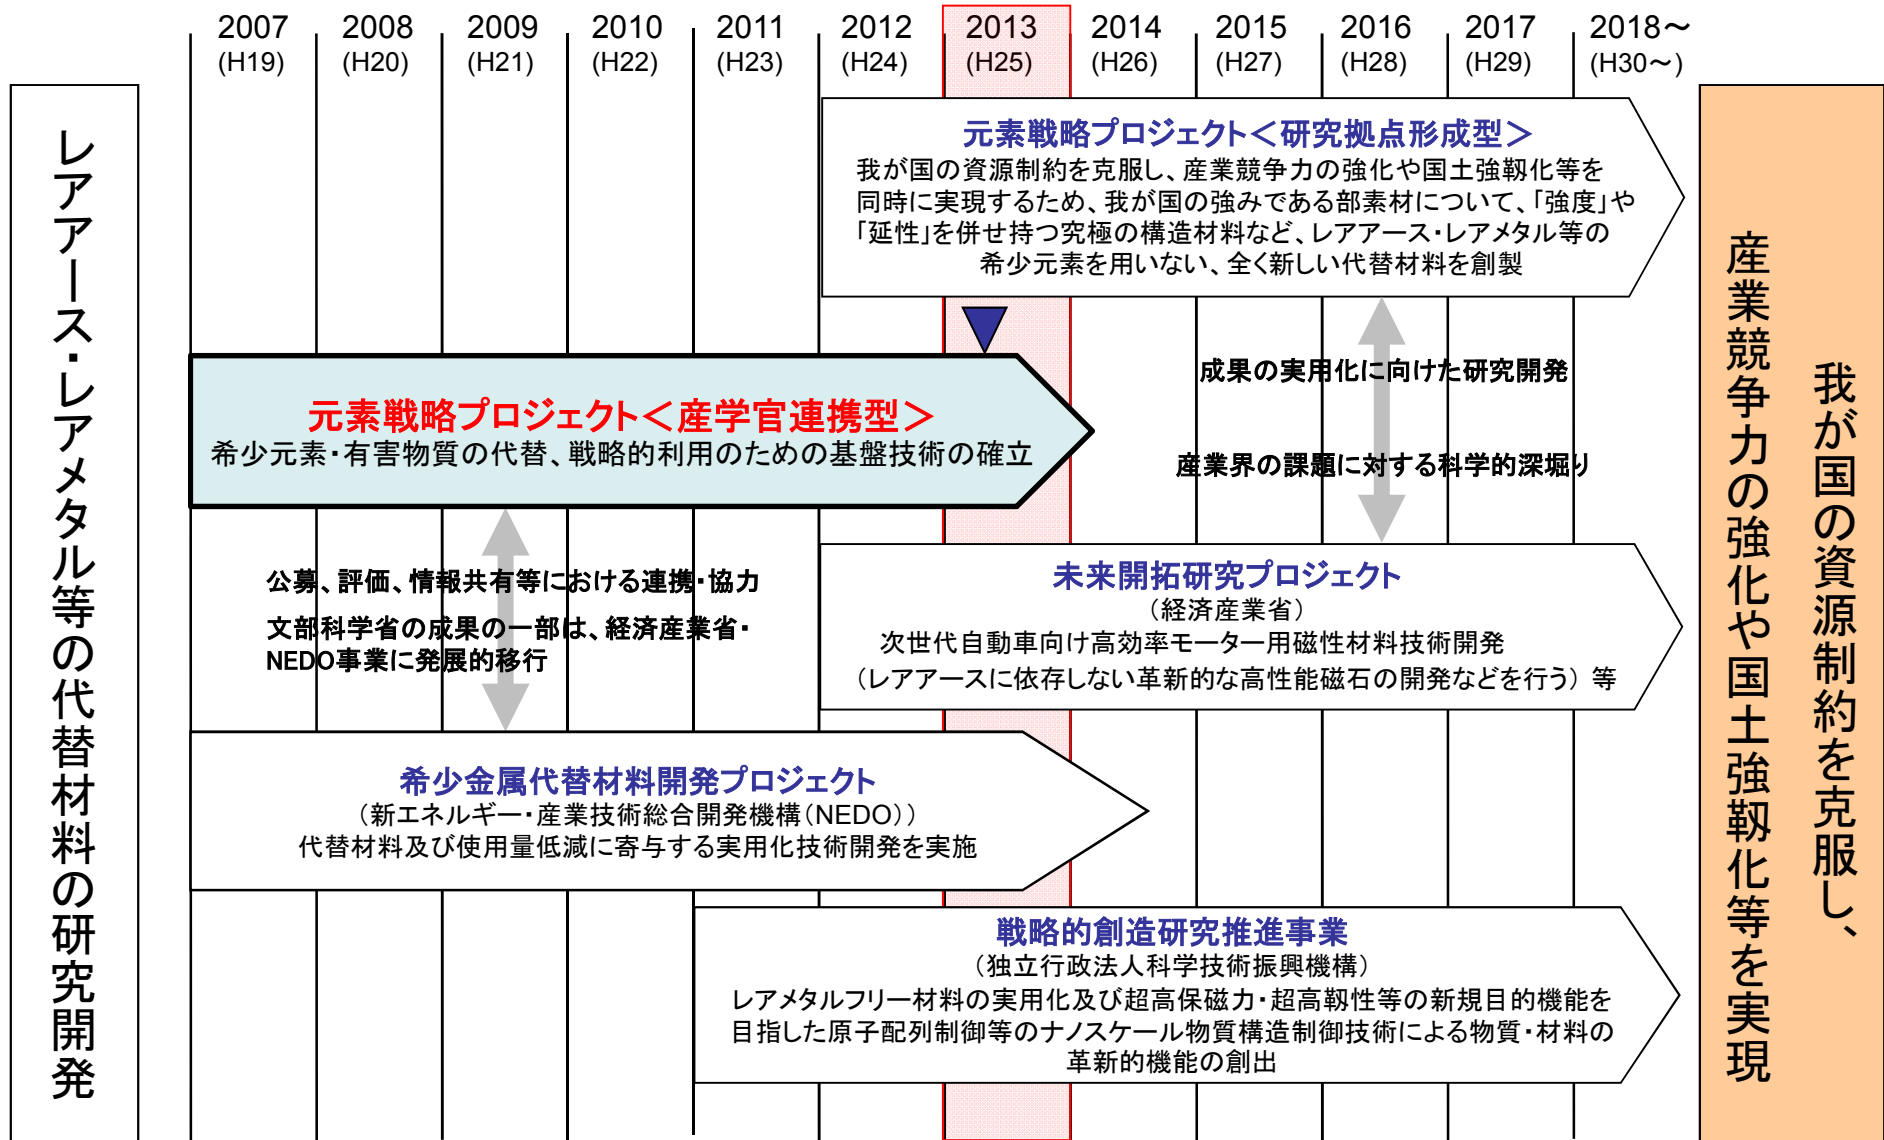 2007 2008 2009 2010 2011 2012 2013 2014 2015 2016 2017 2018～
(H19) (H20) (H21) (H22) (H23) (H24) (H25) (H26) (H27) (H28) (H29) (H30～)
レアアース・レアメタル等の代替材料の研究開発
元素戦略プロジェクト＜研究拠点形成型＞
我が国の資源制約を克服し、産業競争力の強化や国土強靱化等を
同時に実現するため、我が国の強みである部素材について、「強度」や
「延性」を併せ持つ究極の構造材料など、レアアース・レアメタル等の
希少元素を用いない、全く新しい代替材料を創製
元素戦略プロジェクト＜産学官連携型＞
希少元素・有害物質の代替、戦略的利用のための基盤技術の確立
成果の実用化に向けた研究開発
産業界の課題に対する科学的深堀り
公募、評価、情報共有等における連携・協力
文部科学省の成果の一部は、経済産業省・
NEDO事業に発展的移行
未来開拓研究プロジェクト
（経済産業省）
次世代自動車向け高効率モーター用磁性材料技術開発
（レアアースに依存しない革新的な高性能磁石の開発などを行う） 等
希少金属代替材料開発プロジェクト
（新エネルギー・産業技術総合開発機構（NEDO））
代替材料及び使用量低減に寄与する実用化技術開発を実施
戦略的創造研究推進事業
（独立行政法人科学技術振興機構）
レアメタルフリー材料の実用化及び超高保磁力・超高靱性等の新規目的機能を
目指した原子配列制御等のナノスケール物質構造制御技術による物質・材料の
革新的機能の創出
我が国の資源制約を克服し、
産業競争力の強化や国土強靱化等を実現